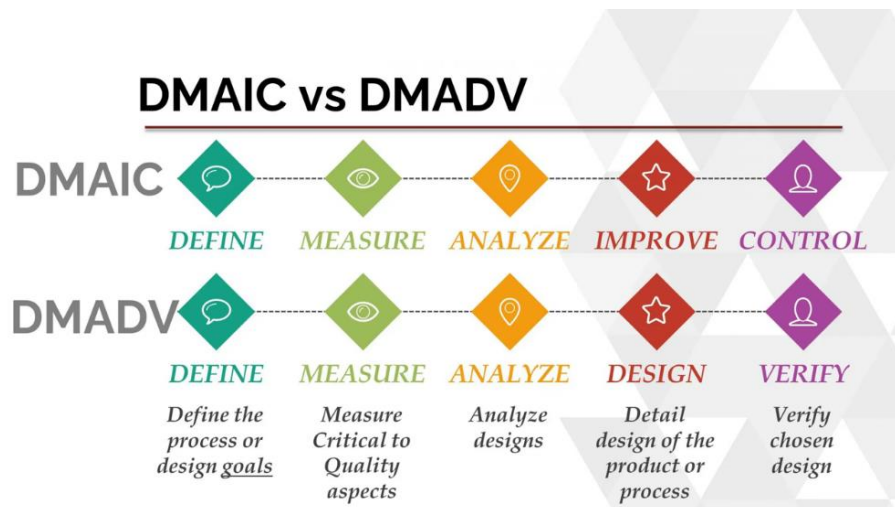 DMAIC vs DMADV
DMAIC
DEFINE MEASURE ANALYZE IMPROVE CONTROL
DMADV
DEFINE MEASURE ANALYZE DESIGN VERIFY
Define the
process or
design goals
Measure
Critical to
Quality
aspects
Analyze
designs
Detail
design of the
product or
process
Verify
chosen
design